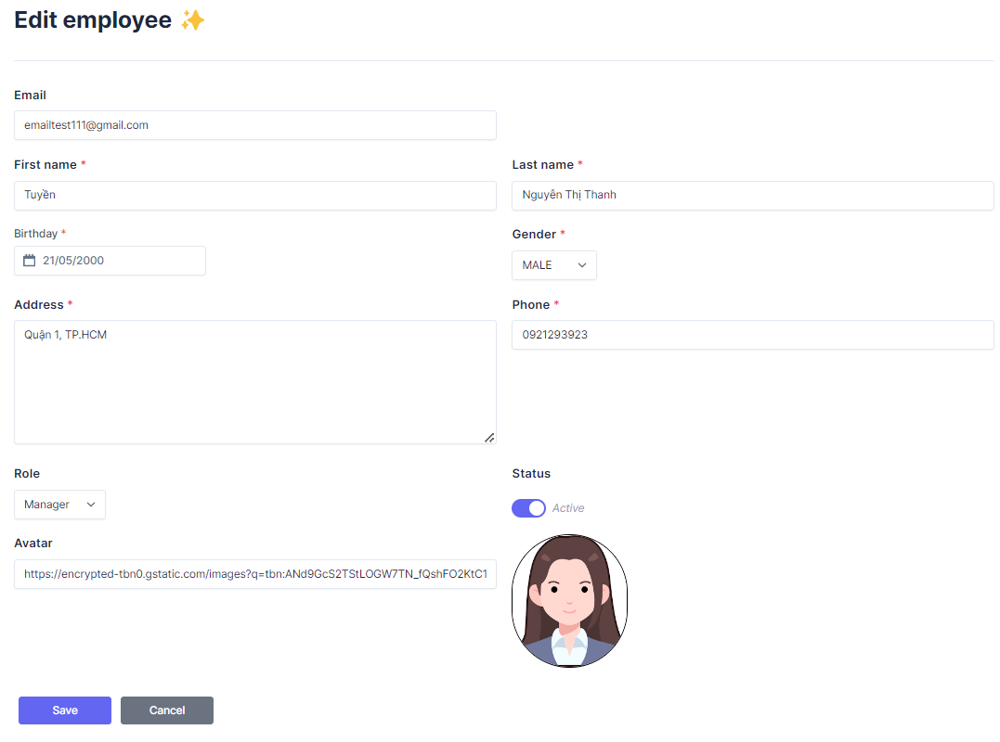 Edit employee ✨
Email
emailtest111@gmail.com
First name *
Last name *
Tuyền
Nguyễn Thị Thanh
Birthday *
Gender *
21/05/2000
MALE
Address *
Phone *
Quận 1, TP.HCM
0921293923
Role
Status
Manager
Active
Avatar
https://encrypted-tbn0.gstatic.com/images?q=tbn:ANd9GcS2TStLOGW7TN_fQshFO2KtC1
Save
Cancel